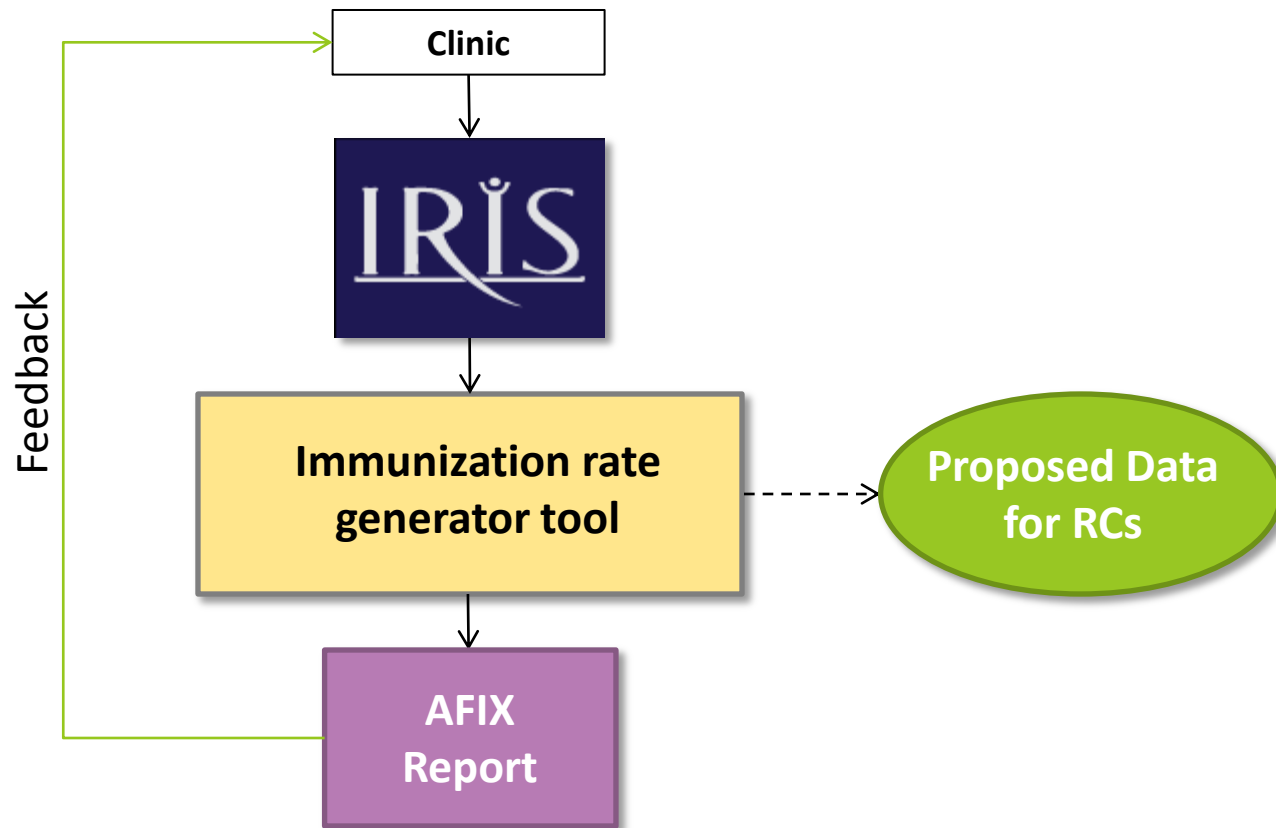 Clinic
IRIS
Feedback
Immunization rate
generator tool
Proposed Data
for RCs
AFIX
Report